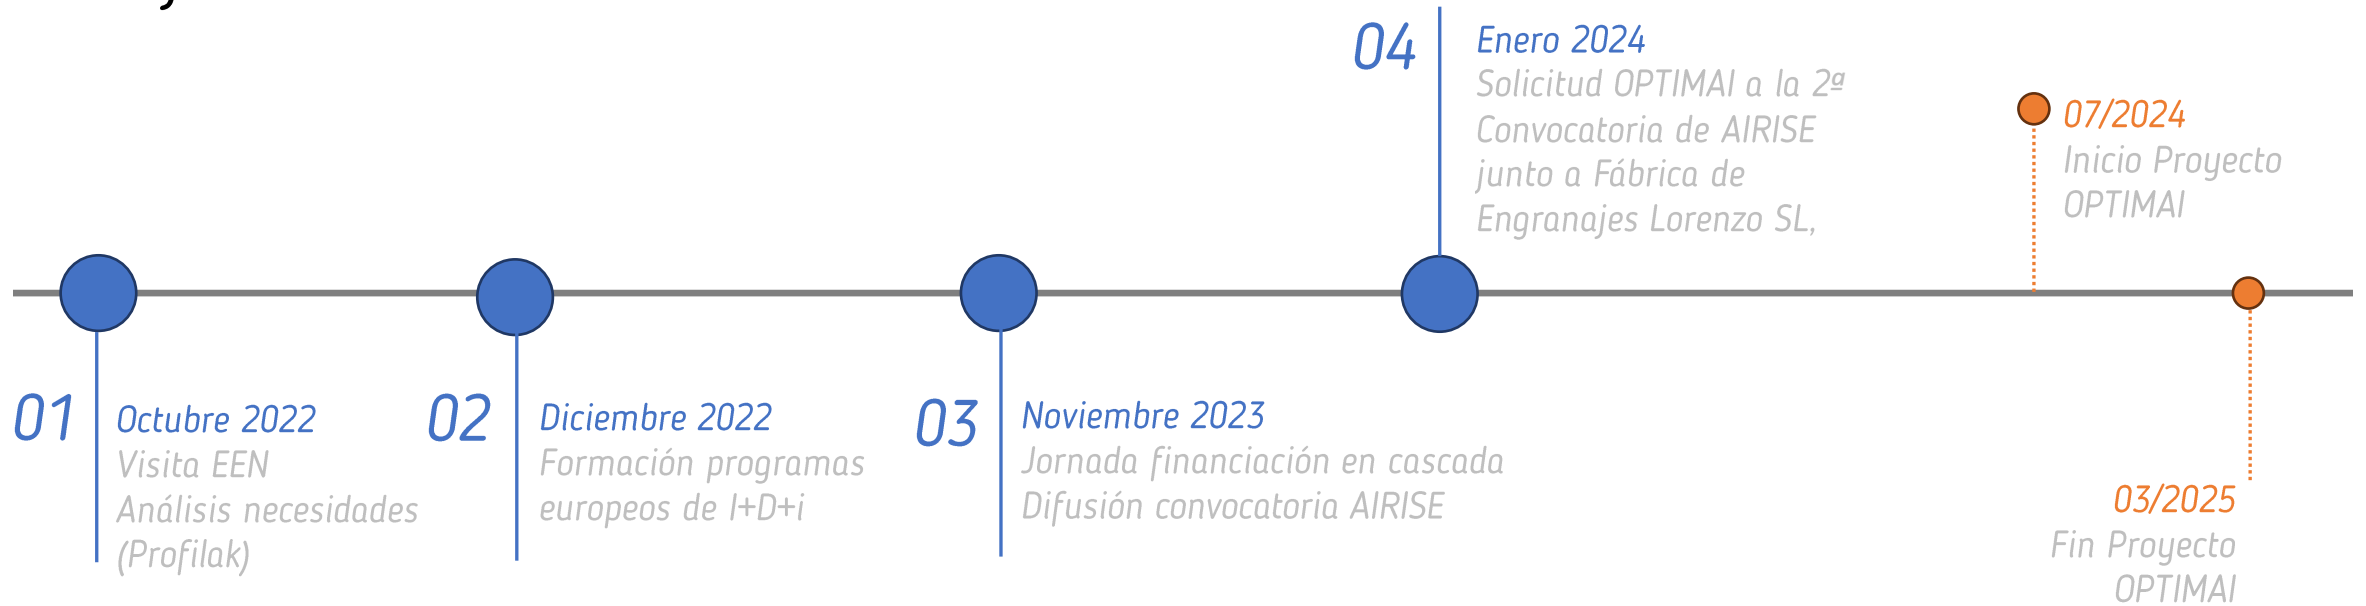 01
Octubre 2022
Visita EEN
Análisis necesidades
(Profilak)
02
Diciembre 2022
Formación programas
europeos de I+D+i
03
Noviembre 2023
Jornada financiación en cascada
Difusión convocatoria AIRISE
04
Enero 2024
Solicitud OPTIMAI a la 2ª
Convocatoria de AIRISE
junto a Fábrica de
Engranajes Lorenzo SL,
07/2024
Inicio Proyecto
OPTIMAI
03/2025
Fin Proyecto
OPTIMAI